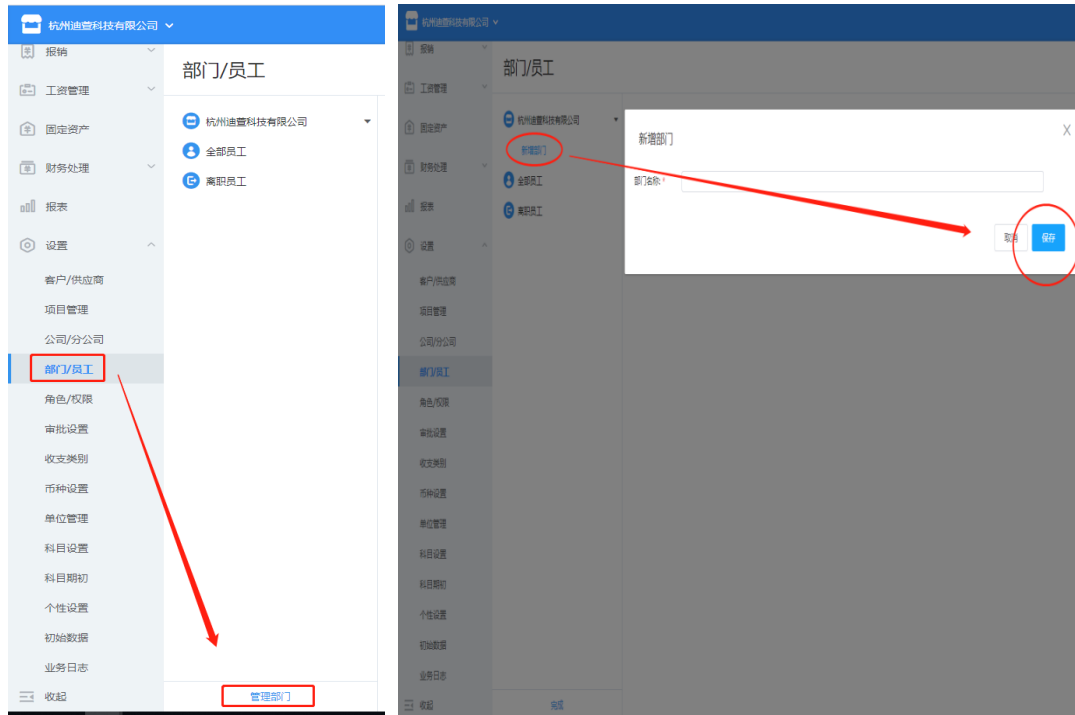 杭州迪萱科技有限公司
报销
工资管理
固定资产
财务处理
报表
设置
客户/供应商
项目管理
公司/分公司
部门/员工
角色/权限
审批设置
收支类别
币种设置
单位管理
科目设置
科目期初
个性设置
初始数据
业务日志
收起
部门/员工
杭州迪萱科技有限公司
全部员工
离职员工
管理部门
杭州迪萱科技有限公司
报销
工资管理
固定资产
财务处理
报表
设置
客户/供应商
项目管理
公司/分公司
部门/员工
角色/权限
审批设置
收支类别
币种设置
单位管理
科目设置
科目期初
个性设置
初始数据
业务日志
收起
部门/员工
杭州迪萱科技有限公司
新增部门
全部员工
离职员工
完成
新增部门
X
部门名称 *
取消
保存